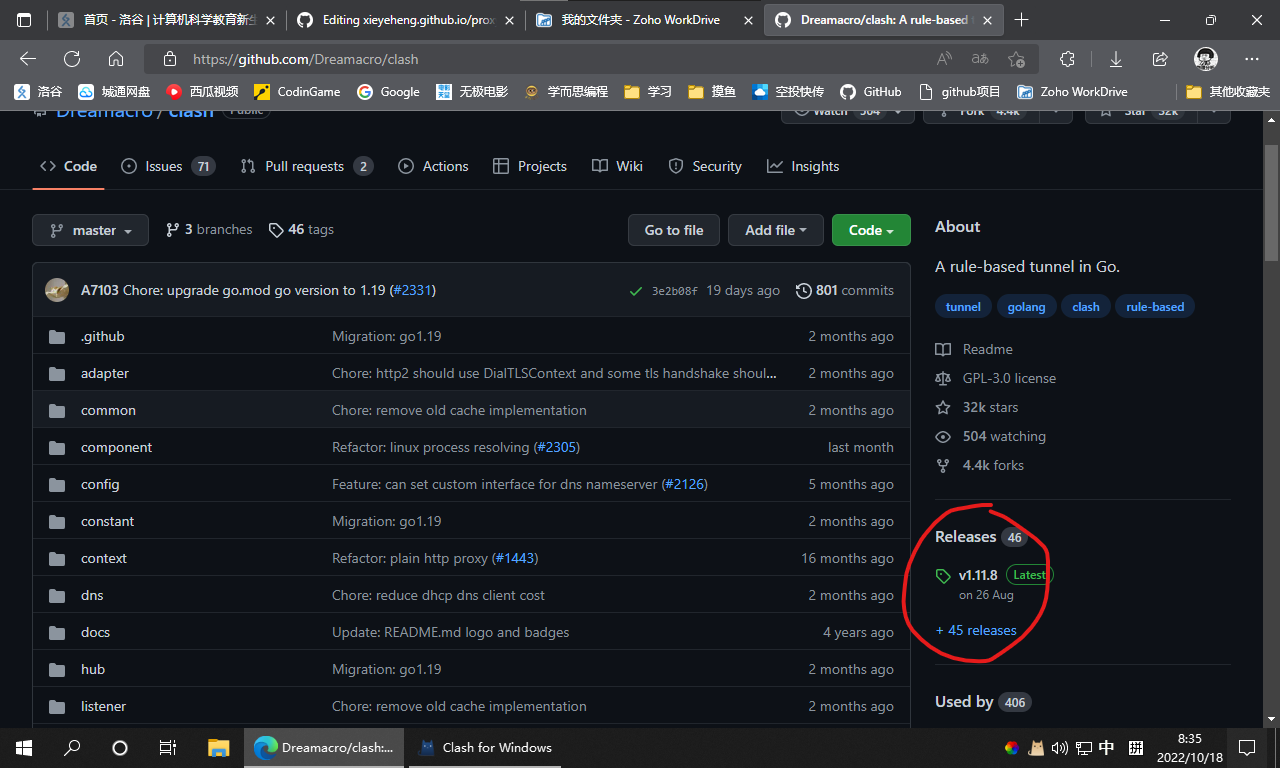 首页 - 洛谷 | 计算机科学教育新生
Editing xieyeheng.github.io/prox
我的文件夹 - Zoho WorkDrive
Dreamacro/clash: A rule-based t
https://github.com/Dreamacro/clash
洛谷
城通网盘
西瓜视频
CodinGame
Google
无极电影
学而思编程
学习
摸鱼
空投快传
GitHub
github项目
Zoho WorkDrive
其他收藏夹
Dreamacro / clash Public
Watch 504
Fork 4.4k
Star 32k
Code
Issues 71
Pull requests 2
Actions
Projects
Wiki
Security
Insights
master
3 branches
46 tags
Go to file
Add file
Code
A7103 Chore: upgrade go.mod go version to 1.19 (#2331)
3e2b08f 19 days ago
801 commits
.github Migration: go1.19 2 months ago
adapter Chore: http2 should use DialTLSContext and some tls handshake shoul... 2 months ago
common Chore: remove old cache implementation 2 months ago
component Refactor: linux process resolving (#2305) last month
config Feature: can set custom interface for dns nameserver (#2126) 5 months ago
constant Migration: go1.19 2 months ago
context Refactor: plain http proxy (#1443) 16 months ago
dns Chore: reduce dhcp dns client cost 2 months ago
docs Update: README.md logo and badges 4 years ago
hub Migration: go1.19 2 months ago
listener Chore: remove old cache implementation 2 months ago
About
A rule-based tunnel in Go.
tunnel golang clash rule-based
Readme
GPL-3.0 license
32k stars
504 watching
4.4k forks
Releases 46
v1.11.8 Latest
on 26 Aug
+ 45 releases
Used by 406
Dreamacro/clash:...
Clash for Windows
中
拼
8:35
2022/10/18